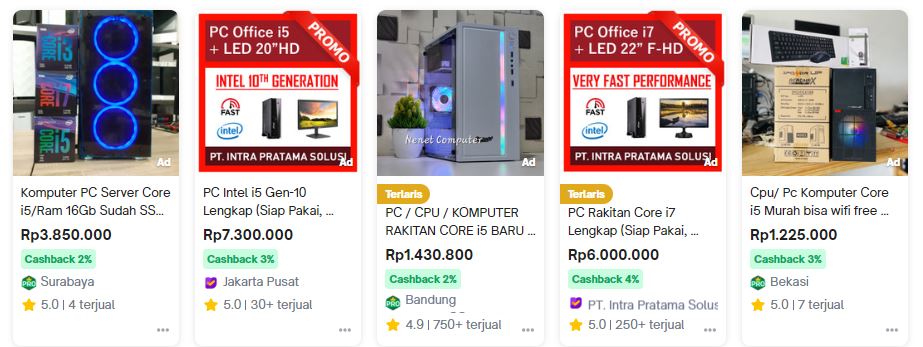 i3
i7
i5
Ad
Komputer PC Server Core
i5/Ram 16Gb Sudah SS...
Rp3.850.000
Cashback 2%
PRO Surabaya
5.0 | 4 terjual
PC Office i5
+ LED 20"HD
PROMO
INTEL 10TH GENERATION
FAST
intel
PT. INTRA PRATAMA SOLUSI
Ad
PC Intel i5 Gen-10
Lengkap (Siap Pakai, ...
Rp7.300.000
Cashback 3%
Jakarta Pusat
5.0 | 30+ terjual
Nenet Computer
Ad
Terlaris
PC / CPU / KOMPUTER
RAKITAN CORE i5 BARU ...
Rp1.430.800
Cashback 2%
PRO Bandung
4.9 | 750+ terjual
PC Office i7
+ LED 22" F-HD
PROMO
VERY FAST PERFORMANCE
FAST
intel
PT. INTRA PRATAMA SOLUSI
Ad
Terlaris
PC Rakitan Core i7
Lengkap (Siap Pakai, ...
Rp6.000.000
Cashback 4%
PT. Intra Pratama Solus
5.0 | 250+ terjual
POWER UP
Ad
Cpu/ Pc Komputer Core
i5 Murah bisa wifi free ...
Rp1.225.000
Cashback 3%
PRO Bekasi
5.0 | 7 terjual